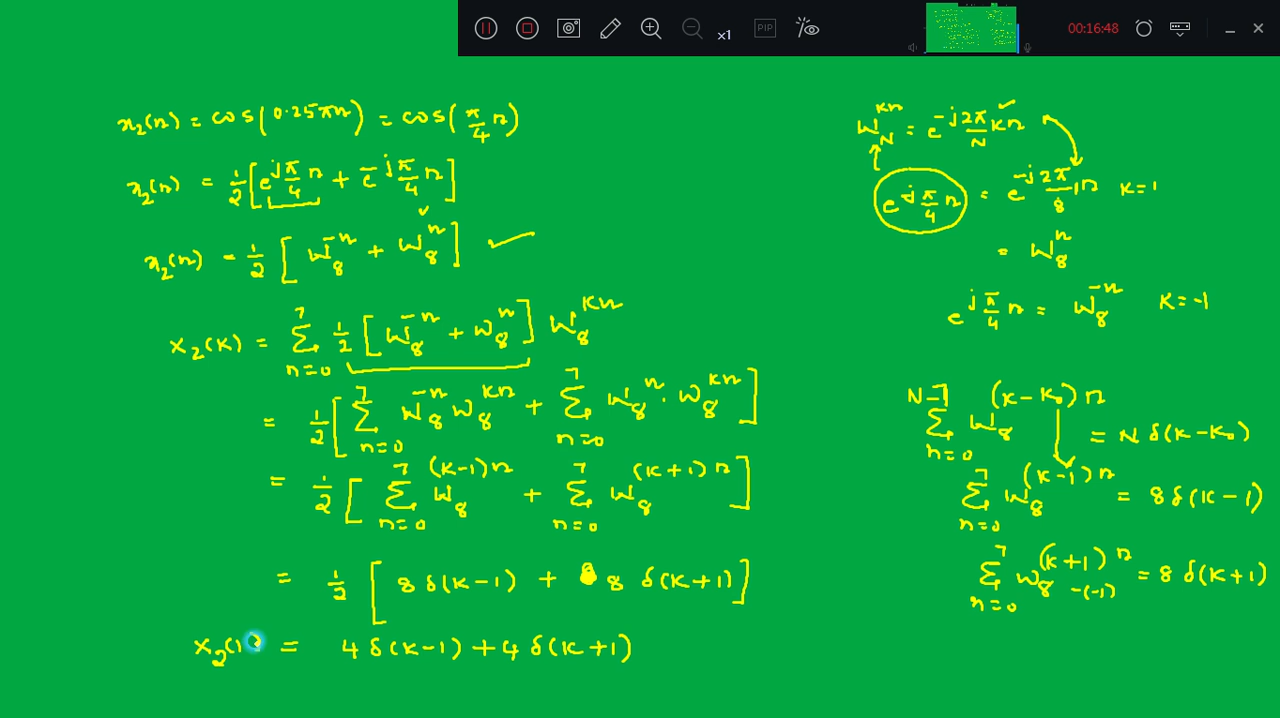 x1
PIP
00:16:48
x₂(n) = cos(0.25πn) = cos(π/4 n)
x₂(n) = 1/2 [e^{jπ/4 n} + e^{-jπ/4 n}]
x₂(n) = 1/2 [W₈^{-n} + W₈^{n}] ✓
X₂(K) = Σ_{n=0}^{7} 1/2 [W₈^{-n} + W₈^{n}] W₈^{Kn}
= 1/2 [Σ_{n=0}^{7} W₈^{-n} W₈^{Kn} + Σ_{n=0}^{7} W₈^{n} · W₈^{Kn}]
= 1/2 [Σ_{n=0}^{7} W₈^{(K-1)n} + Σ_{n=0}^{7} W₈^{(K+1)n}]
= 1/2 [8 δ(K-1) + 8 δ(K+1)]
X₂(K) = 4 δ(K-1) + 4 δ(K+1)
W_N^{Kn} = e^{-j2π/N Kn}
e^{-jπ/4 n} = e^{-j2π/8 1n} K=1
= W₈^{n}
e^{jπ/4 n} = W₈^{-n} K=-1
Σ_{n=0}^{N-1} W₈^{(K-K₀)n} = N δ(K-K₀)
Σ_{n=0}^{7} W₈^{(K-1)n} = 8 δ(K-1)
Σ_{n=0}^{7} W₈^{(K+1)n} = 8 δ(K+1)
-(-1)